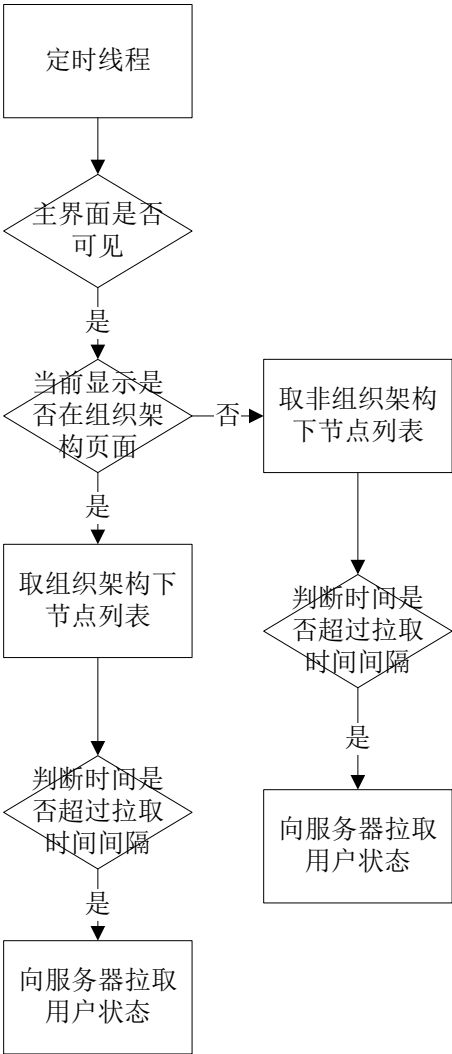 定时线程
主界面是否
可见
是
当前显示是
否在组织架
构页面
否
取非组织架构
下节点列表
是
取组织架构下
节点列表
判断时间是
否超过拉取
时间间隔
是
向服务器拉取
用户状态
判断时间是
否超过拉取
时间间隔
是
向服务器拉取
用户状态